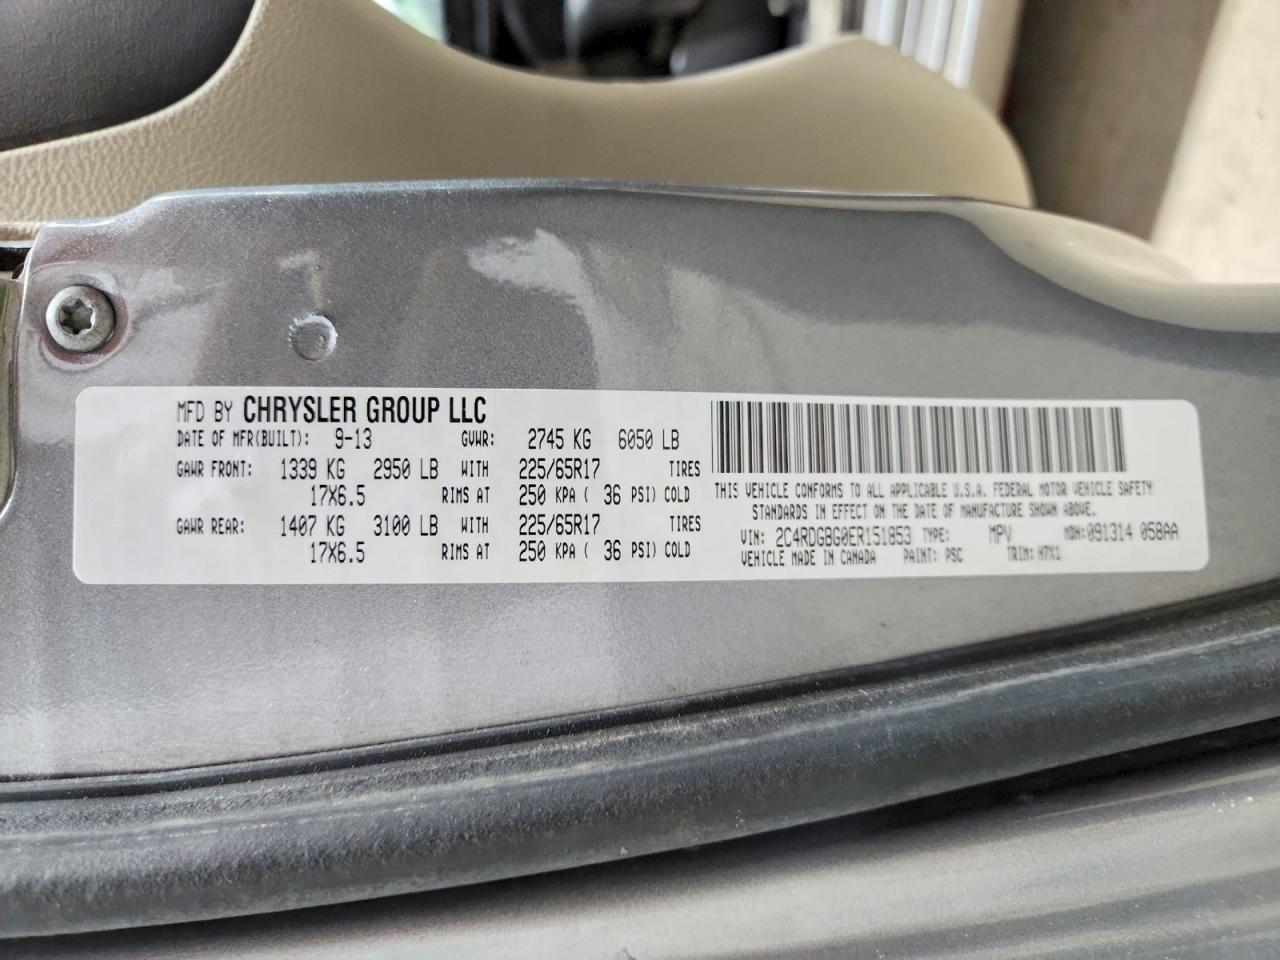 MFD BY CHRYSLER GROUP LLC
DATE OF MFR(BUILT): 9-13 GVWR: 2745 KG 6050 LB
GAWR FRONT: 1339 KG 2950 LB WITH 225/65R17 TIRES
17X6.5 RIMS AT 250 KPA ( 36 PSI) COLD
GAWR REAR: 1407 KG 3100 LB WITH 225/65R17 TIRES
17X6.5 RIMS AT 250 KPA ( 36 PSI) COLD
THIS VEHICLE CONFORMS TO ALL APPLICABLE U.S.A. FEDERAL MOTOR VEHICLE SAFETY
STANDARDS IN EFFECT ON THE DATE OF MANUFACTURE SHOWN ABOVE.
VIN: 2C4RDGBG0ER151853 TYPE: MPV MDH:091314 058AA
VEHICLE MADE IN CANADA PAINT: PSC TRIM: H7X1